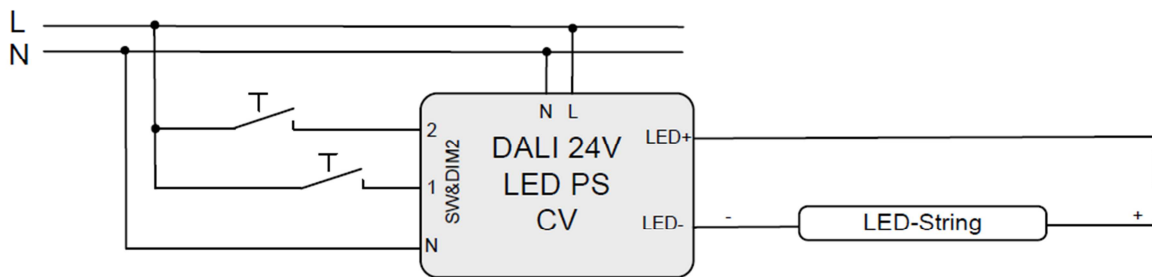 L
N
T
T
N L
2
1
N
SW&DIM2
DALI 24V
LED PS
CV
LED+
LED-
-
LED-String
+